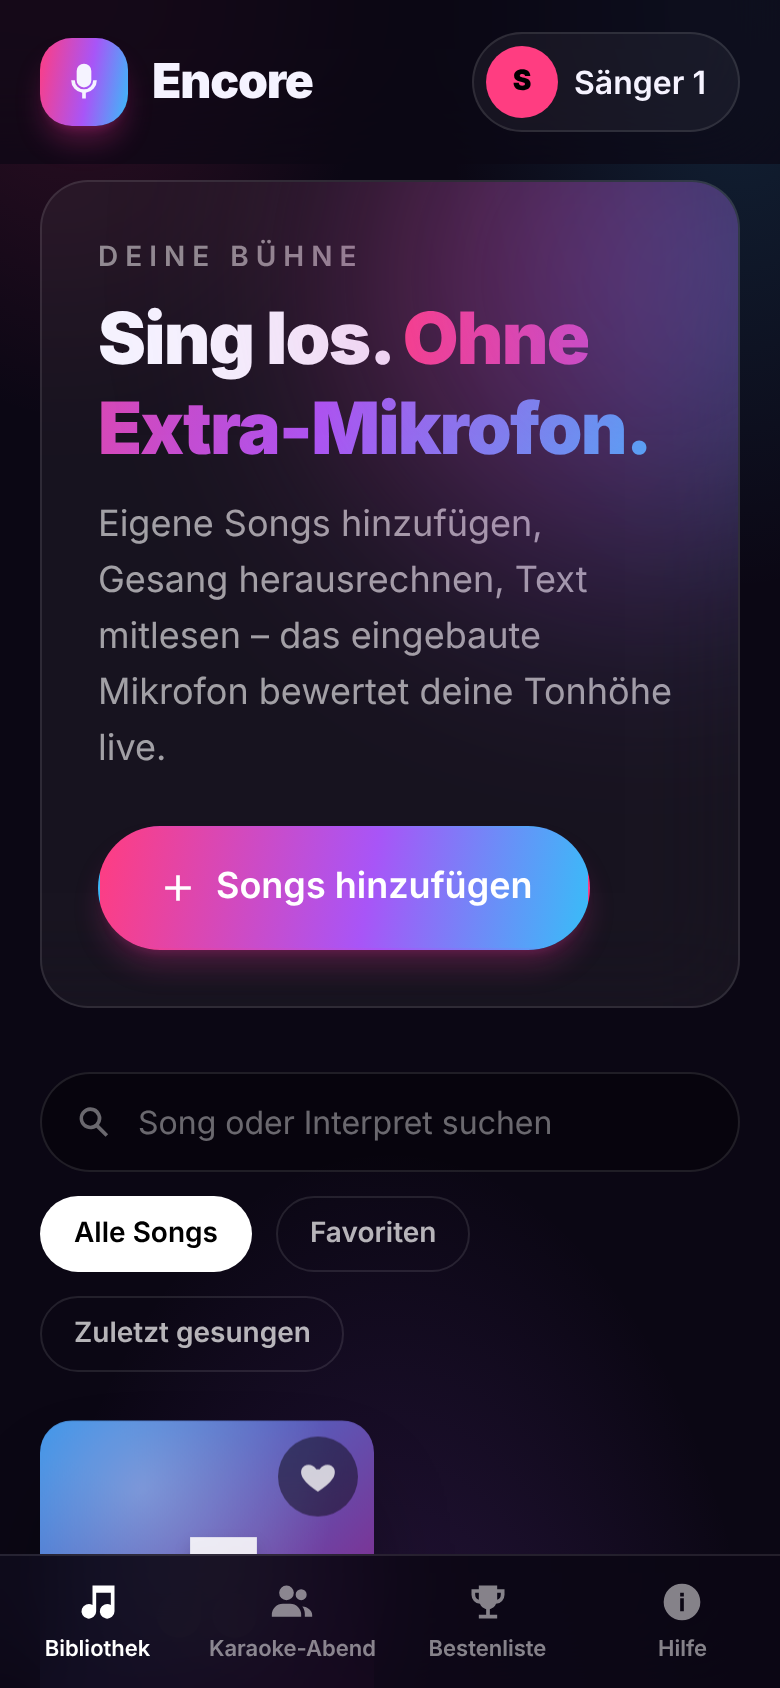 Encore
S
Sänger 1
DEINE BÜHNE
Sing los. Ohne
Extra-Mikrofon.
Eigene Songs hinzufügen,
Gesang herausrechnen, Text
mitlesen – das eingebaute
Mikrofon bewertet deine Tonhöhe
live.
+ Songs hinzufügen
Song oder Interpret suchen
Alle Songs
Favoriten
Zuletzt gesungen
Bibliothek
Karaoke-Abend
Bestenliste
Hilfe